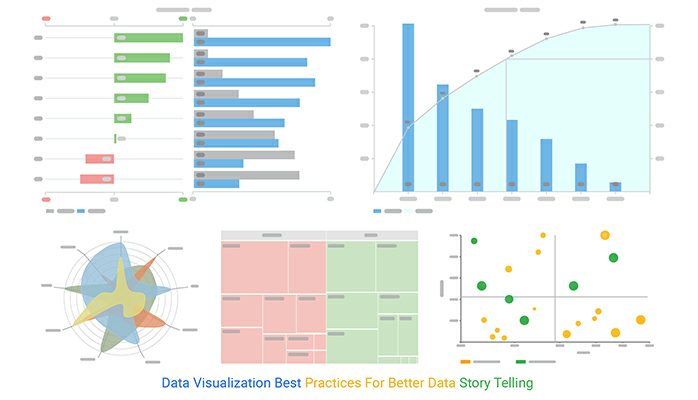 Data Visualization Best Practices For Better Data Story Telling